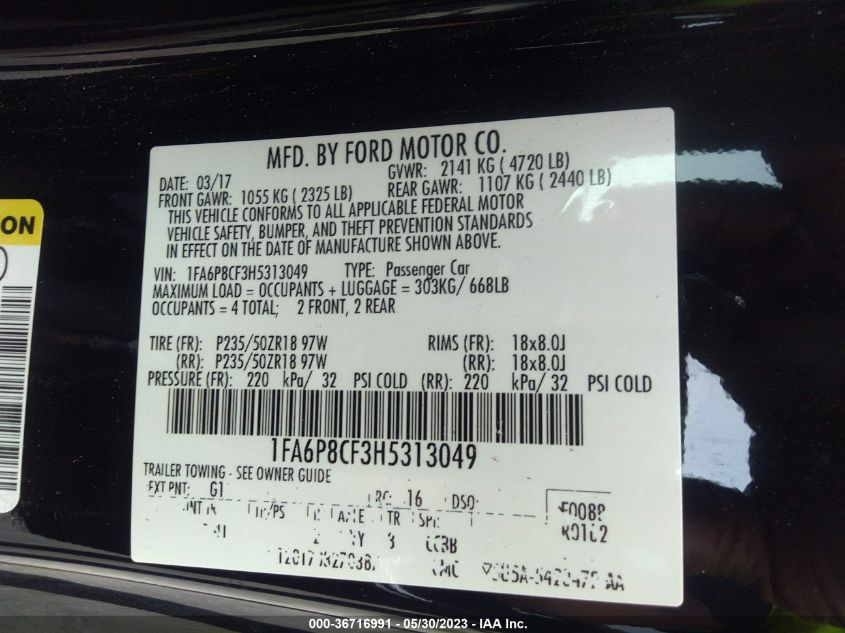 MFD. BY FORD MOTOR CO.
DATE: 03/17 GVWR: 2141 KG ( 4720 LB)
FRONT GAWR: 1055 KG ( 2325 LB) REAR GAWR: 1107 KG ( 2440 LB)
THIS VEHICLE CONFORMS TO ALL APPLICABLE FEDERAL MOTOR
VEHICLE SAFETY, BUMPER, AND THEFT PREVENTION STANDARDS
IN EFFECT ON THE DATE OF MANUFACTURE SHOWN ABOVE.
VIN: 1FA6P8CF3H5313049 TYPE: Passenger Car
MAXIMUM LOAD = OCCUPANTS + LUGGAGE = 303KG/ 668LB
OCCUPANTS = 4 TOTAL; 2 FRONT, 2 REAR
TIRE (FR): P235/50ZR18 97W RIMS (FR): 18x8.0J
(RR): P235/50ZR18 97W (RR): 18x8.0J
PRESSURE (FR): 220 kPa/ 32 PSI COLD (RR): 220 kPa/ 32 PSI COLD
1FA6P8CF3H5313049
TRAILER TOWING - SEE OWNER GUIDE
EXT PNT: G1 RC: 16 DSO:
TR
ON
000-36716991 — 05/30/2023 - IAA Inc.